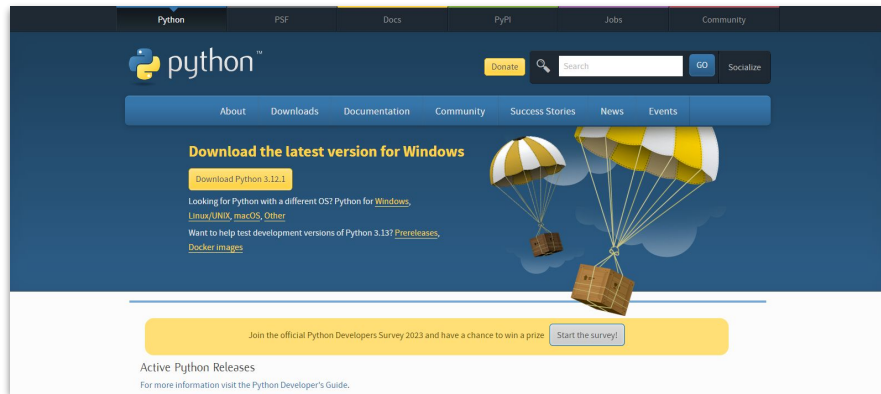 Python PSF Docs PyPI Jobs Community
python™
Donate Search GO Socialize
About Downloads Documentation Community Success Stories News Events
Download the latest version for Windows
Download Python 3.12.1
Looking for Python with a different OS? Python for Windows,
Linux/UNIX, macOS, Other
Want to help test development versions of Python 3.13? Prereleases,
Docker images
Join the official Python Developers Survey 2023 and have a chance to win a prize Start the survey!
Active Python Releases
For more information visit the Python Developer's Guide.